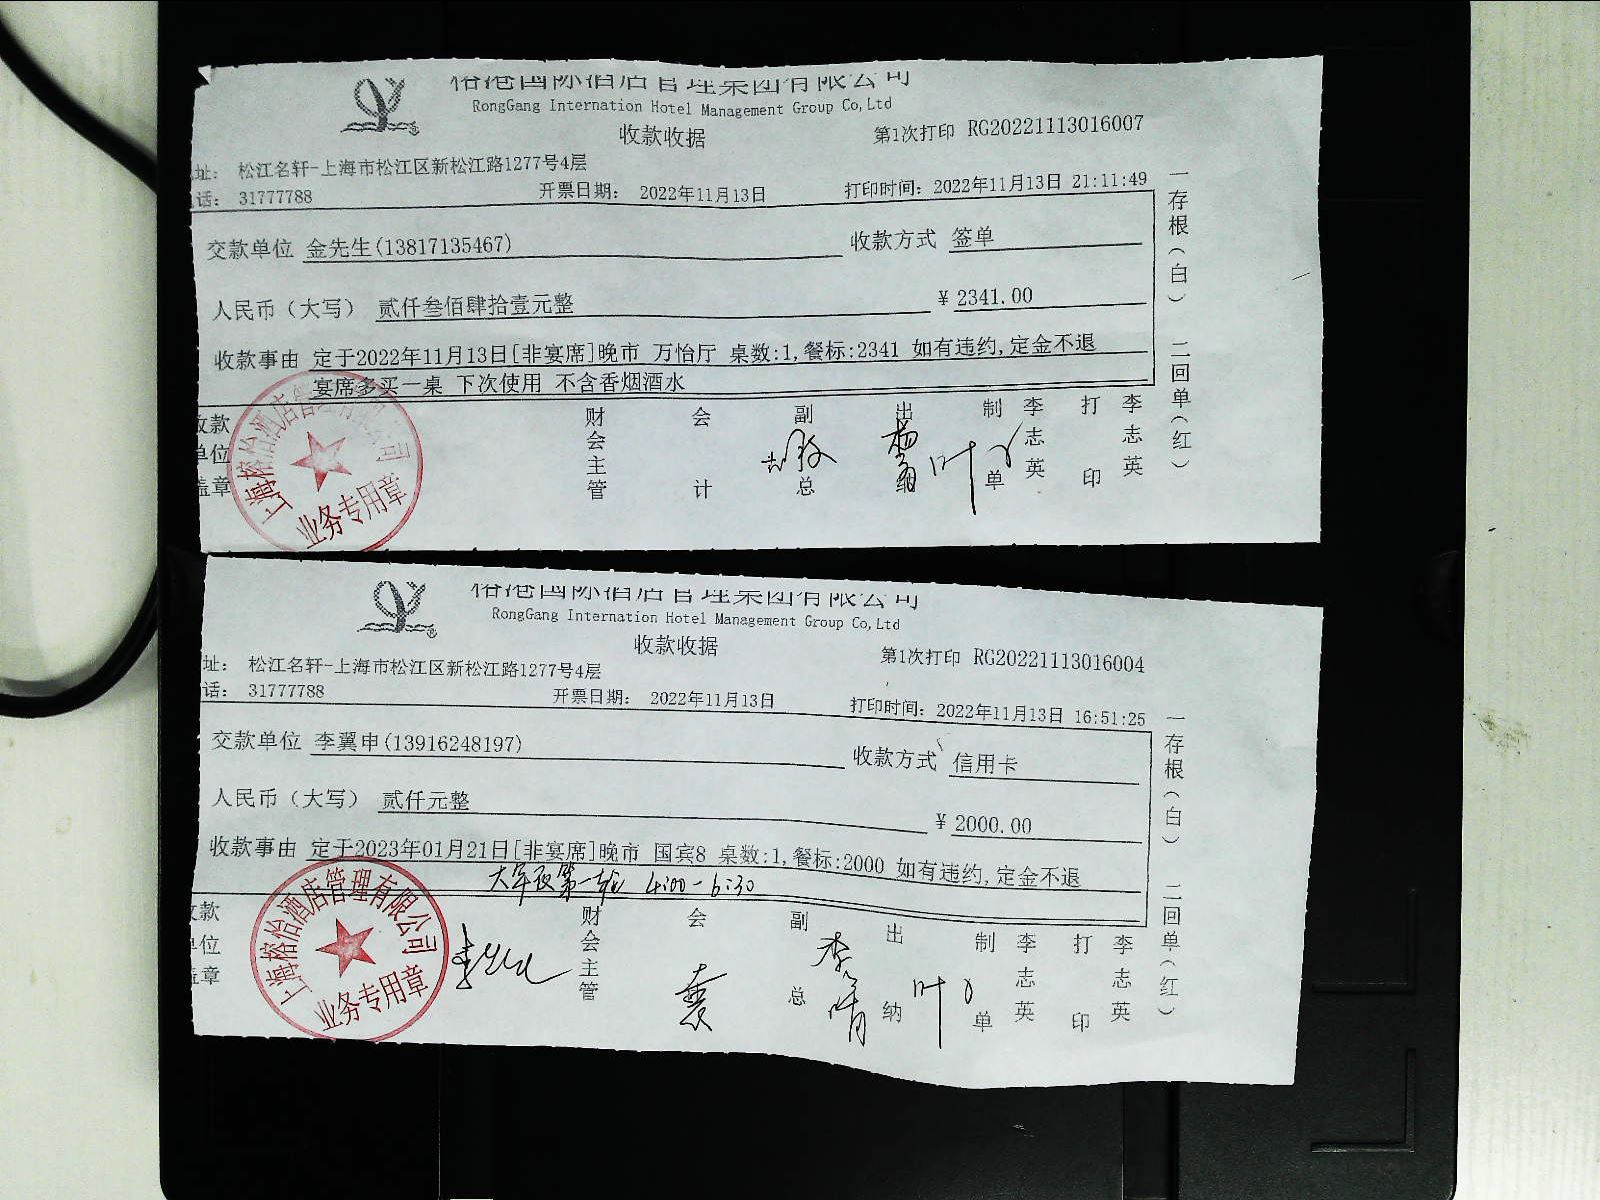 榕港国际酒店管理集团有限公司
RongGang Internation Hotel Management Group Co,Ltd
收款收据
第1次打印 RG20221113016007
址： 松江名轩-上海市松江区新松江路1277号4层
话： 31777788 开票日期： 2022年11月13日 打印时间：2022年11月13日 21:11:49
交款单位 金先生(13817135467) 收款方式 签单
人民币（大写） 贰仟叁佰肆拾壹元整 ￥2341.00
收款事由 定于2022年11月13日[非宴席]晚市 万怡厅 桌数:1,餐标:2341 如有违约,定金不退
宴席多买一桌 下次使用 不含香烟酒水
一存根（白） 二回单（红）
收款单位盖章 财会主管 会计 副总 出 制单 李志英 打印 李志英
杨 叶
上海榕怡酒店管理有限公司
业务专用章
榕港国际酒店管理集团有限公司
RongGang Internation Hotel Management Group Co,Ltd
收款收据
第1次打印 RG20221113016004
址： 松江名轩-上海市松江区新松江路1277号4层
话： 31777788 开票日期： 2022年11月13日 打印时间：2022年11月13日 16:51:25
交款单位 李翼申(13916248197) 收款方式 信用卡
人民币（大写） 贰仟元整 ￥2000.00
收款事由 定于2023年01月21日[非宴席]晚市 国宾8 桌数:1,餐标:2000 如有违约,定金不退
大年夜第一轮 4:00-6:30
一存根（白） 二回单（红）
收款单位盖章 财会主管 会 副总 出纳 制单 李志英 打印 李志英
李 叶
上海榕怡酒店管理有限公司
业务专用章